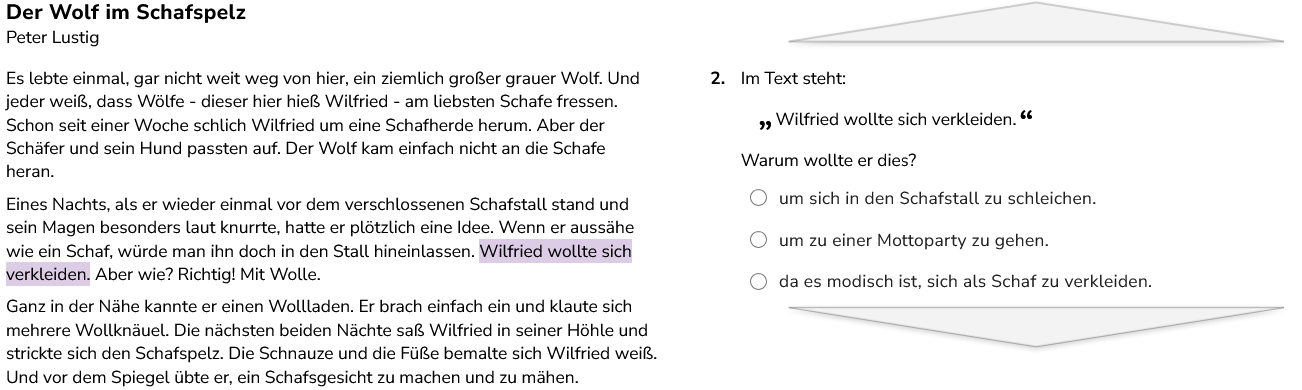 Der Wolf im Schafspelz
Peter Lustig
Es lebte einmal, gar nicht weit weg von hier, ein ziemlich großer grauer Wolf. Und
jeder weiß, dass Wölfe - dieser hier hieß Wilfried - am liebsten Schafe fressen.
Schon seit einer Woche schlich Wilfried um eine Schafherde herum. Aber der
Schäfer und sein Hund passten auf. Der Wolf kam einfach nicht an die Schafe
heran.
Eines Nachts, als er wieder einmal vor dem verschlossenen Schafstall stand und
sein Magen besonders laut knurrte, hatte er plötzlich eine Idee. Wenn er aussähe
wie ein Schaf, würde man ihn doch in den Stall hineinlassen. Wilfried wollte sich
verkleiden. Aber wie? Richtig! Mit Wolle.
Ganz in der Nähe kannte er einen Wollladen. Er brach einfach ein und klaute sich
mehrere Wollknäuel. Die nächsten beiden Nächte saß Wilfried in seiner Höhle und
strickte sich den Schafspelz. Die Schnauze und die Füße bemalte sich Wilfried weiß.
Und vor dem Spiegel übte er, ein Schafsgesicht zu machen und zu mähen.
2. Im Text steht:
„Wilfried wollte sich verkleiden.“
Warum wollte er dies?
um sich in den Schafstall zu schleichen.
um zu einer Mottoparty zu gehen.
da es modisch ist, sich als Schaf zu verkleiden.